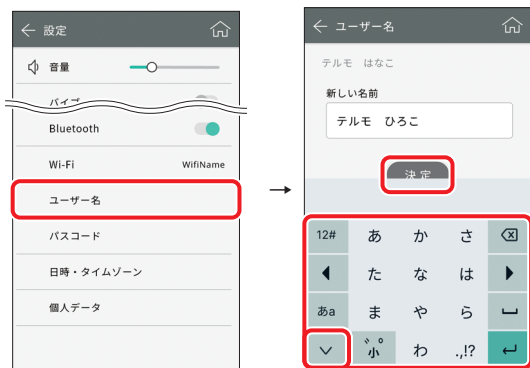 設定
音量
バイブ
Bluetooth
Wi-Fi WifiName
ユーザー名
パスコード
日時・タイムゾーン
個人データ
→
ユーザー名
テルモ はなこ
新しい名前
テルモ ひろこ
決定
12# あ か さ
た な は
あa ま や ら
小゛゜ わ .,!?